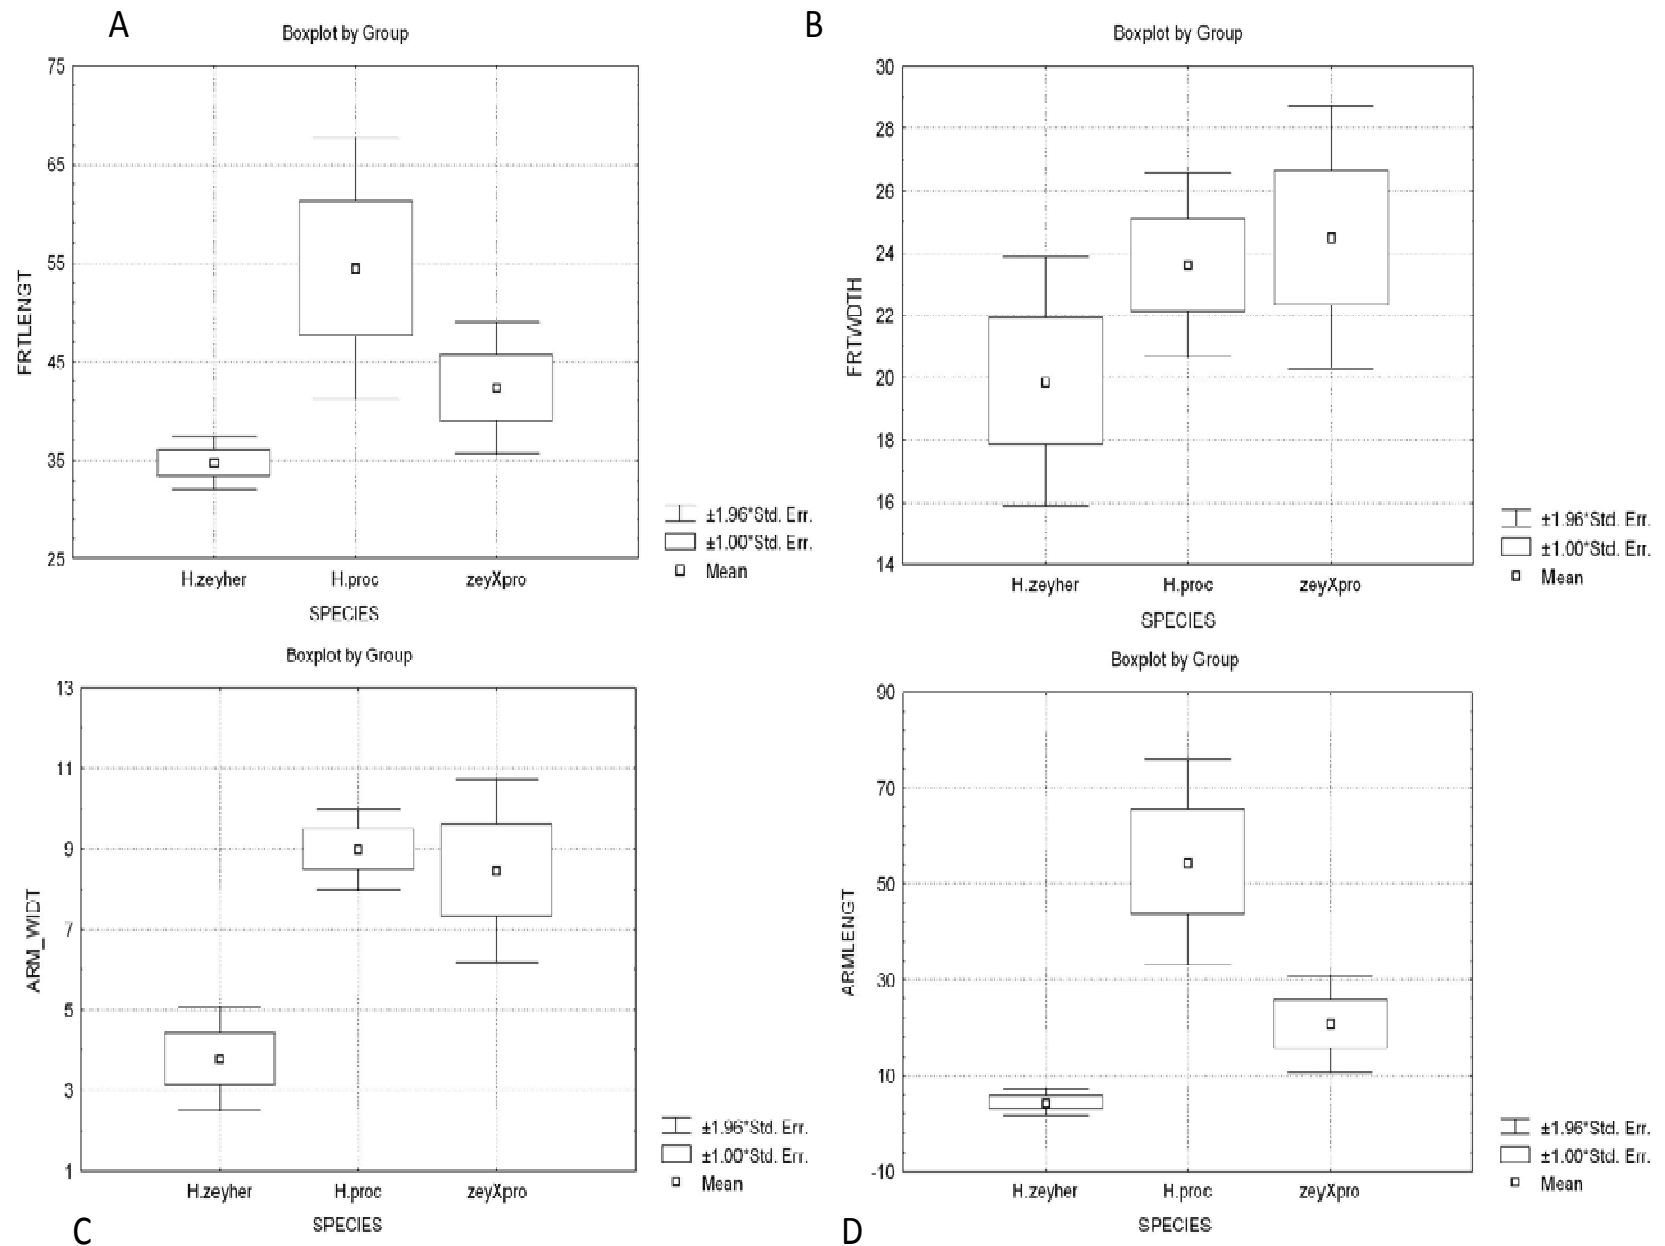 A
Boxplot by Group
75
65
55
45
35
25
FRTLENGT
H.zeyher H.proc zeyXpro
SPECIES
±1.96*Std. Err.
±1.00*Std. Err.
Mean
B
Boxplot by Group
30
28
26
24
22
20
18
16
14
FRTWDTH
H.zeyher H.proc zeyXpro
SPECIES
±1.96*Std. Err.
±1.00*Std. Err.
Mean
Boxplot by Group
13
11
9
7
5
3
1
ARM_WIDT
H.zeyher H.proc zeyXpro
SPECIES
±1.96*Std. Err.
±1.00*Std. Err.
Mean
C
Boxplot by Group
90
70
50
30
10
-10
ARMLENGT
H.zeyher H.proc zeyXpro
SPECIES
±1.96*Std. Err.
±1.00*Std. Err.
Mean
D